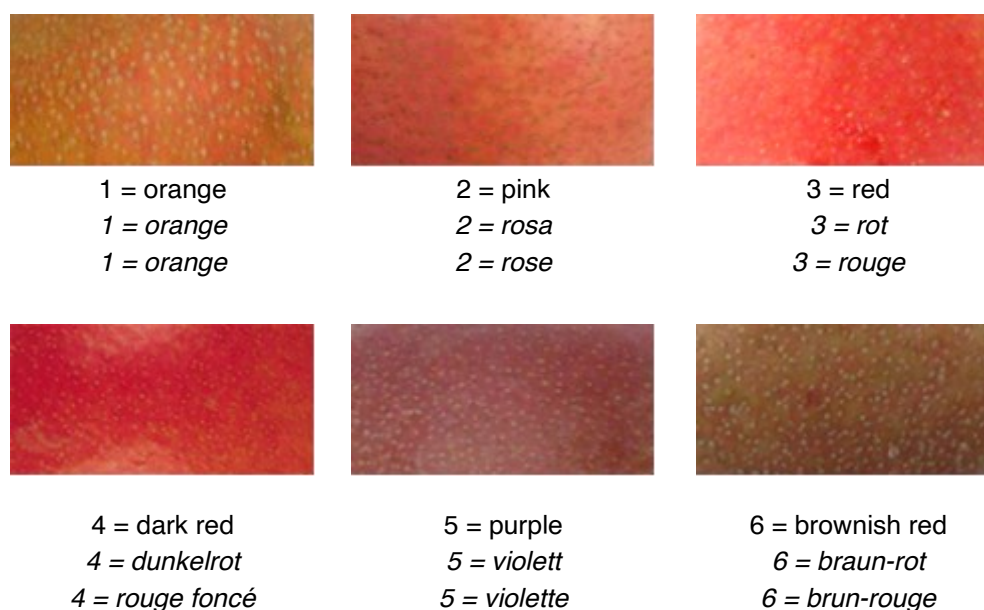 1 = orange
1 = orange
1 = orange
2 = pink
2 = rosa
2 = rose
3 = red
3 = rot
3 = rouge
4 = dark red
4 = dunkelrot
4 = rouge foncé
5 = purple
5 = violett
5 = violette
6 = brownish red
6 = braun-rot
6 = brun-rouge